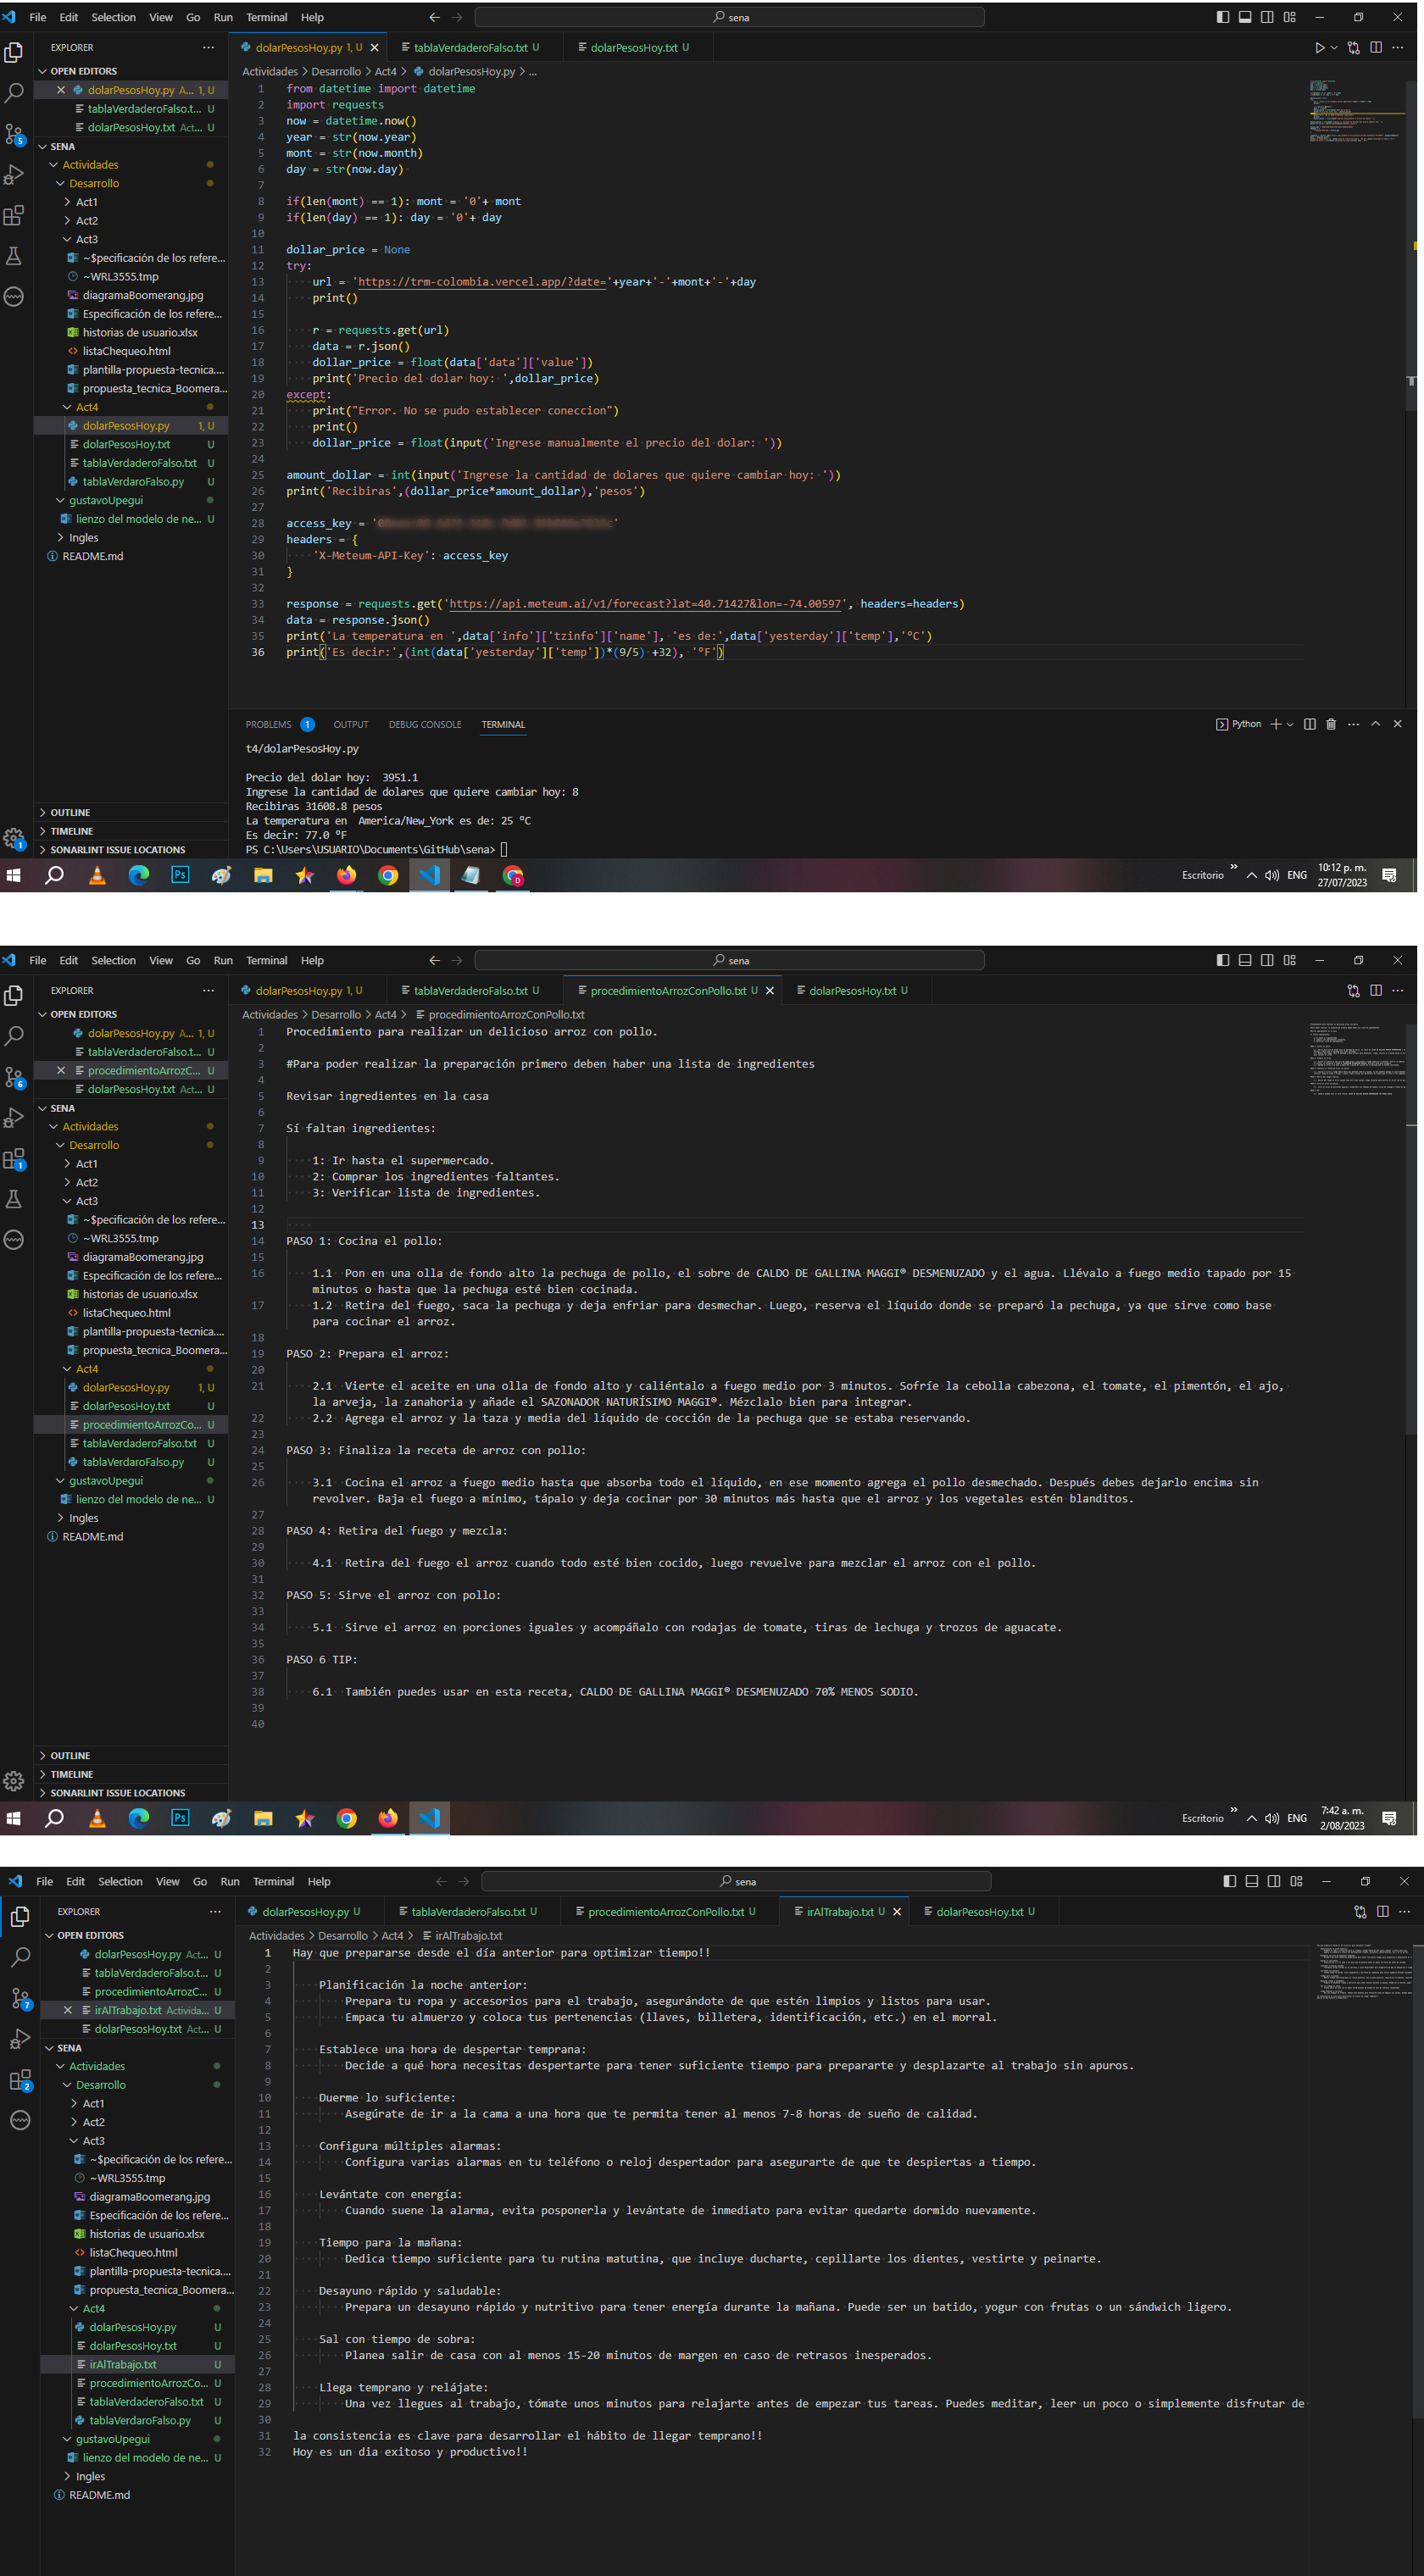 File Edit Selection View Go Run Terminal Help
sena
EXPLORER
dolarPesosHoy.py 1, U
tablaVerdaderoFalso.txt U
dolarPesosHoy.txt U
OPEN EDITORS
dolarPesosHoy.py A... 1, U
tablaVerdaderoFalso.t... U
dolarPesosHoy.txt Act... U
SENA
Actividades
Desarrollo
Act1
Act2
Act3
~$pecificación de los refere...
~WRL3555.tmp
diagramaBoomerang.jpg
Especificación de los refere...
historias de usuario.xlsx
listaChequeo.html
plantilla-propuesta-tecnica....
propuesta_tecnica_Boomera...
Act4
dolarPesosHoy.py 1, U
dolarPesosHoy.txt U
tablaVerdaderoFalso.txt U
tablaVerdaroFalso.py U
gustavoUpegui
lienzo del modelo de ne... U
Ingles
README.md
OUTLINE
TIMELINE
SONARLINT ISSUE LOCATIONS
Actividades > Desarrollo > Act4 > dolarPesosHoy.py > ...
1 from datetime import datetime
2 import requests
3 now = datetime.now()
4 year = str(now.year)
5 mont = str(now.month)
6 day = str(now.day)
7
8 if(len(mont) == 1): mont = '0'+ mont
9 if(len(day) == 1): day = '0'+ day
10
11 dollar_price = None
12 try:
13 url = 'https://trm-colombia.vercel.app/?date='+year+'-'+mont+'-'+day
14 print()
15
16 r = requests.get(url)
17 data = r.json()
18 dollar_price = float(data['data']['value'])
19 print('Precio del dolar hoy: ',dollar_price)
20 except:
21 print("Error. No se pudo establecer coneccion")
22 print()
23 dollar_price = float(input('Ingrese manualmente el precio del dolar: '))
24
25 amount_dollar = int(input('Ingrese la cantidad de dolares que quiere cambiar hoy: '))
26 print('Recibiras',(dollar_price*amount_dollar),'pesos')
27
28 access_key = '
29 headers = {
30 'X-Meteum-API-Key': access_key
31 }
32
33 response = requests.get('https://api.meteum.ai/v1/forecast?lat=40.71427&lon=-74.00597', headers=headers)
34 data = response.json()
35 print('La temperatura en ',data['info']['tzinfo']['name'], 'es de:',data['yesterday']['temp'],'°C')
36 print('Es decir:',(int(data['yesterday']['temp'])*(9/5) +32), '°F')
PROBLEMS 1 OUTPUT DEBUG CONSOLE TERMINAL
Python
t4/dolarPesosHoy.py
Precio del dolar hoy: 3951.1
Ingrese la cantidad de dolares que quiere cambiar hoy: 8
Recibiras 31608.8 pesos
La temperatura en America/New_York es de: 25 °C
Es decir: 77.0 °F
PS C:\Users\USUARIO\Documents\GitHub\sena>
Escritorio
ENG
10:12 p. m.
27/07/2023
File Edit Selection View Go Run Terminal Help
sena
EXPLORER
dolarPesosHoy.py 1, U
tablaVerdaderoFalso.txt U
procedimientoArrozConPollo.txt U
dolarPesosHoy.txt U
OPEN EDITORS
dolarPesosHoy.py A... 1, U
tablaVerdaderoFalso.t... U
procedimientoArrozC... U
dolarPesosHoy.txt Act... U
SENA
Actividades
Desarrollo
Act1
Act2
Act3
~$pecificación de los refere...
~WRL3555.tmp
diagramaBoomerang.jpg
Especificación de los refere...
historias de usuario.xlsx
listaChequeo.html
plantilla-propuesta-tecnica....
propuesta_tecnica_Boomera...
Act4
dolarPesosHoy.py 1, U
dolarPesosHoy.txt U
procedimientoArrozCo... U
tablaVerdaderoFalso.txt U
tablaVerdaroFalso.py U
gustavoUpegui
lienzo del modelo de ne... U
Ingles
README.md
OUTLINE
TIMELINE
SONARLINT ISSUE LOCATIONS
Actividades > Desarrollo > Act4 > procedimientoArrozConPollo.txt
1 Procedimiento para realizar un delicioso arroz con pollo.
2
3 #Para poder realizar la preparación primero deben haber una lista de ingredientes
4
5 Revisar ingredientes en la casa
6
7 Sí faltan ingredientes:
8
9 1: Ir hasta el supermercado.
10 2: Comprar los ingredientes faltantes.
11 3: Verificar lista de ingredientes.
12
13
14 PASO 1: Cocina el pollo:
15
16 1.1 Pon en una olla de fondo alto la pechuga de pollo, el sobre de CALDO DE GALLINA MAGGI® DESMENUZADO y el agua. Llévalo a fuego medio tapado por 15
minutos o hasta que la pechuga esté bien cocinada.
17 1.2 Retira del fuego, saca la pechuga y deja enfriar para desmechar. Luego, reserva el líquido donde se preparó la pechuga, ya que sirve como base
para cocinar el arroz.
18
19 PASO 2: Prepara el arroz:
20
21 2.1 Vierte el aceite en una olla de fondo alto y caliéntalo a fuego medio por 3 minutos. Sofríe la cebolla cabezona, el tomate, el pimentón, el ajo,
la arveja, la zanahoria y añade el SAZONADOR NATURÍSIMO MAGGI®. Mézclalo bien para integrar.
22 2.2 Agrega el arroz y la taza y media del líquido de cocción de la pechuga que se estaba reservando.
23
24 PASO 3: Finaliza la receta de arroz con pollo:
25
26 3.1 Cocina el arroz a fuego medio hasta que absorba todo el líquido, en ese momento agrega el pollo desmechado. Después debes dejarlo encima sin
revolver. Baja el fuego a mínimo, tápalo y deja cocinar por 30 minutos más hasta que el arroz y los vegetales estén blanditos.
27
28 PASO 4: Retira del fuego y mezcla:
29
30 4.1 Retira del fuego el arroz cuando todo esté bien cocido, luego revuelve para mezclar el arroz con el pollo.
31
32 PASO 5: Sirve el arroz con pollo:
33
34 5.1 Sirve el arroz en porciones iguales y acompáñalo con rodajas de tomate, tiras de lechuga y trozos de aguacate.
35
36 PASO 6 TIP:
37
38 6.1 También puedes usar en esta receta, CALDO DE GALLINA MAGGI® DESMENUZADO 70% MENOS SODIO.
39
40
Escritorio
ENG
7:42 a. m.
2/08/2023
File Edit Selection View Go Run Terminal Help
sena
EXPLORER
dolarPesosHoy.py U
tablaVerdaderoFalso.txt U
procedimientoArrozConPollo.txt U
irAlTrabajo.txt U
dolarPesosHoy.txt U
OPEN EDITORS
dolarPesosHoy.py Act... U
tablaVerdaderoFalso.t... U
procedimientoArrozC... U
irAlTrabajo.txt Activida... U
dolarPesosHoy.txt Act... U
SENA
Actividades
Desarrollo
Act1
Act2
Act3
~$pecificación de los refere...
~WRL3555.tmp
diagramaBoomerang.jpg
Especificación de los refere...
historias de usuario.xlsx
listaChequeo.html
plantilla-propuesta-tecnica....
propuesta_tecnica_Boomera...
Act4
dolarPesosHoy.py U
dolarPesosHoy.txt U
irAlTrabajo.txt U
procedimientoArrozCo... U
tablaVerdaderoFalso.txt U
tablaVerdaroFalso.py U
gustavoUpegui
lienzo del modelo de ne... U
Ingles
README.md
Actividades > Desarrollo > Act4 > irAlTrabajo.txt
1 Hay que prepararse desde el día anterior para optimizar tiempo!!
2
3 Planificación la noche anterior:
4 Prepara tu ropa y accesorios para el trabajo, asegurándote de que estén limpios y listos para usar.
5 Empaca tu almuerzo y coloca tus pertenencias (llaves, billetera, identificación, etc.) en el morral.
6
7 Establece una hora de despertar temprana:
8 Decide a qué hora necesitas despertarte para tener suficiente tiempo para prepararte y desplazarte al trabajo sin apuros.
9
10 Duerme lo suficiente:
11 Asegúrate de ir a la cama a una hora que te permita tener al menos 7-8 horas de sueño de calidad.
12
13 Configura múltiples alarmas:
14 Configura varias alarmas en tu teléfono o reloj despertador para asegurarte de que te despiertas a tiempo.
15
16 Levántate con energía:
17 Cuando suene la alarma, evita posponerla y levántate de inmediato para evitar quedarte dormido nuevamente.
18
19 Tiempo para la mañana:
20 Dedica tiempo suficiente para tu rutina matutina, que incluye ducharte, cepillarte los dientes, vestirte y peinarte.
21
22 Desayuno rápido y saludable:
23 Prepara un desayuno rápido y nutritivo para tener energía durante la mañana. Puede ser un batido, yogur con frutas o un sándwich ligero.
24
25 Sal con tiempo de sobra:
26 Planea salir de casa con al menos 15-20 minutos de margen en caso de retrasos inesperados.
27
28 Llega temprano y relájate:
29 Una vez llegues al trabajo, tómate unos minutos para relajarte antes de empezar tus tareas. Puedes meditar, leer un poco o simplemente disfrutar de
30
31 la consistencia es clave para desarrollar el hábito de llegar temprano!!
32 Hoy es un dia exitoso y productivo!!